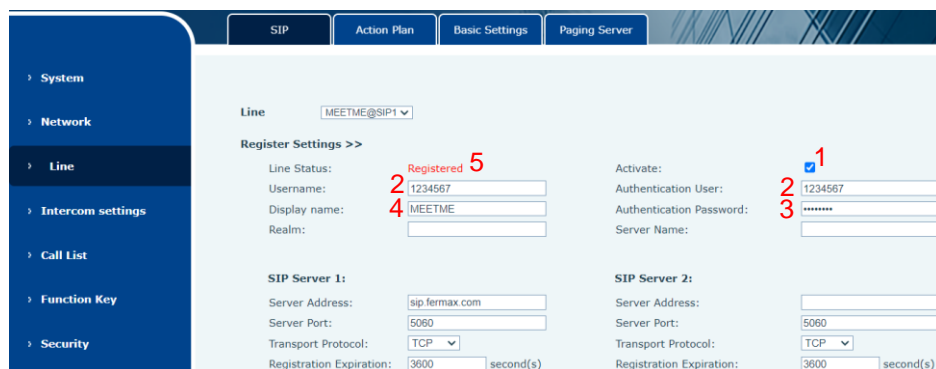 SIP Action Plan Basic Settings Paging Server
› System
› Network
› Line
› Intercom settings
› Call List
› Function Key
› Security
Line MEETME@SIP1
Register Settings >>
Line Status: Registered 5 Activate: 1
Username: 2 1234567 Authentication User: 2 1234567
Display name: 4 MEETME Authentication Password: 3 ••••••••
Realm: Server Name:
SIP Server 1: SIP Server 2:
Server Address: sip.fermax.com Server Address:
Server Port: 5060 Server Port: 5060
Transport Protocol: TCP Transport Protocol: TCP
Registration Expiration: 3600 second(s) Registration Expiration: 3600 second(s)